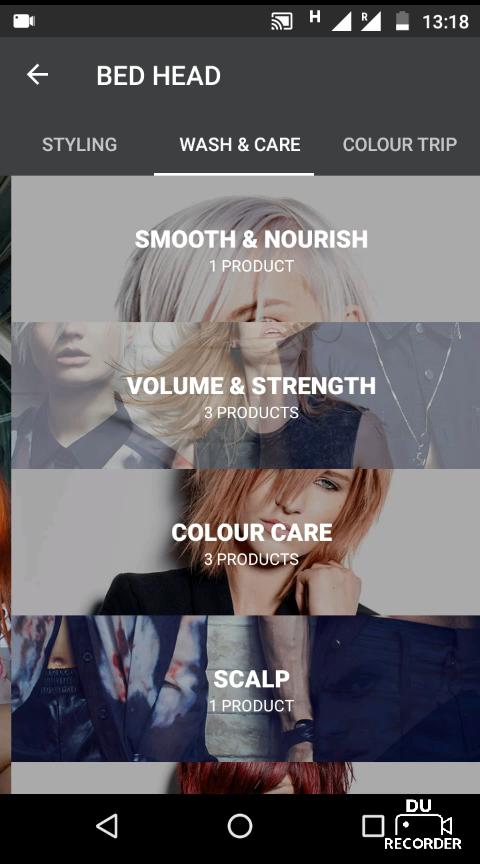 H R 13:18
BED HEAD
STYLING WASH & CARE COLOUR TRIP
SMOOTH & NOURISH
1 PRODUCT
VOLUME & STRENGTH
3 PRODUCTS
COLOUR CARE
3 PRODUCTS
SCALP
1 PRODUCT
DU
RECORDER